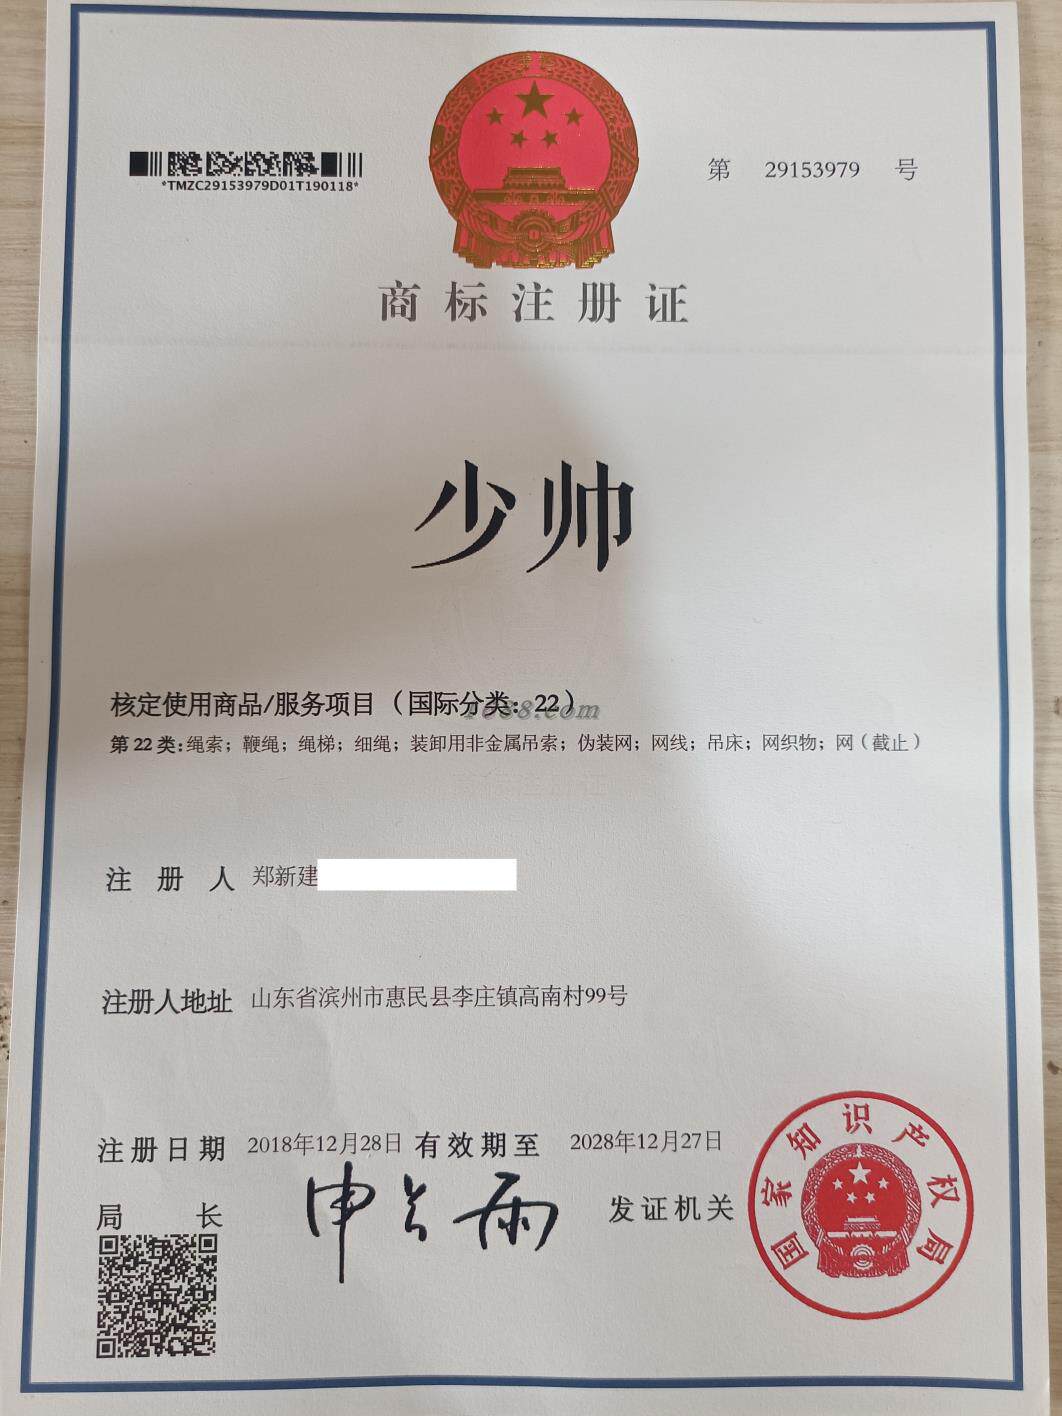 *TMZC29153979D01T190118*
第 29153979 号
商标注册证
少帅
核定使用商品/服务项目（国际分类：22）
1688.com
第22类:绳索；鞭绳；绳梯；细绳；装卸用非金属吊索；伪装网；网线；吊床；网织物；网（截止）
注册人 郑新建
注册人地址 山东省滨州市惠民县李庄镇高南村99号
注册日期 2018年12月28日 有效期至 2028年12月27日
局长 申长雨 发证机关
国家知识产权局